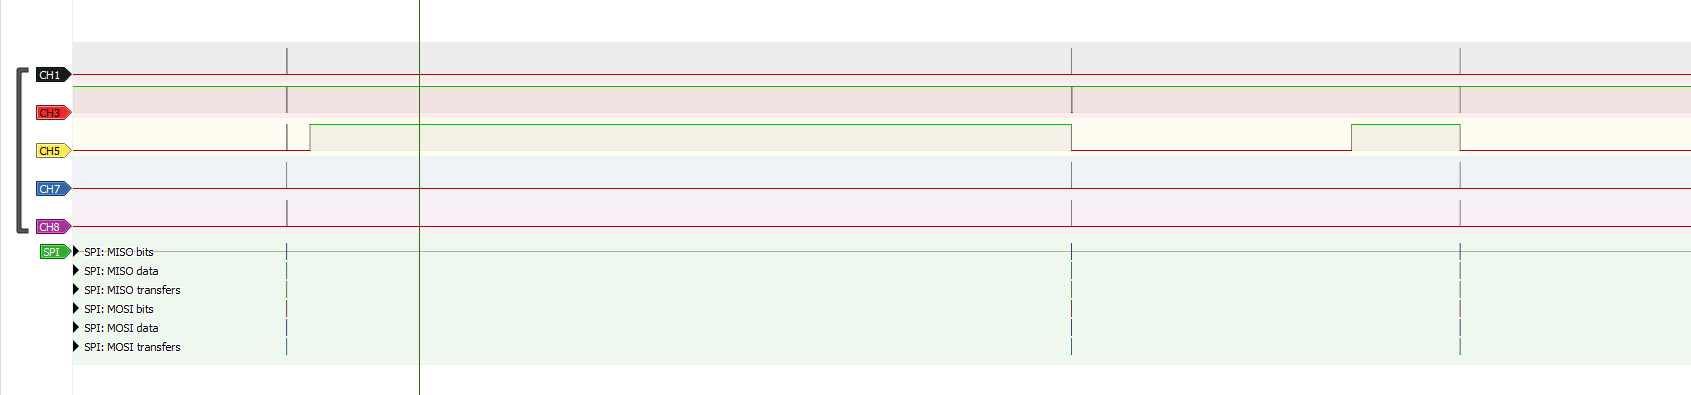 CH1
CH3
CH5
CH7
CH8
SPI
SPI: MISO bits
SPI: MISO data
SPI: MISO transfers
SPI: MOSI bits
SPI: MOSI data
SPI: MOSI transfers